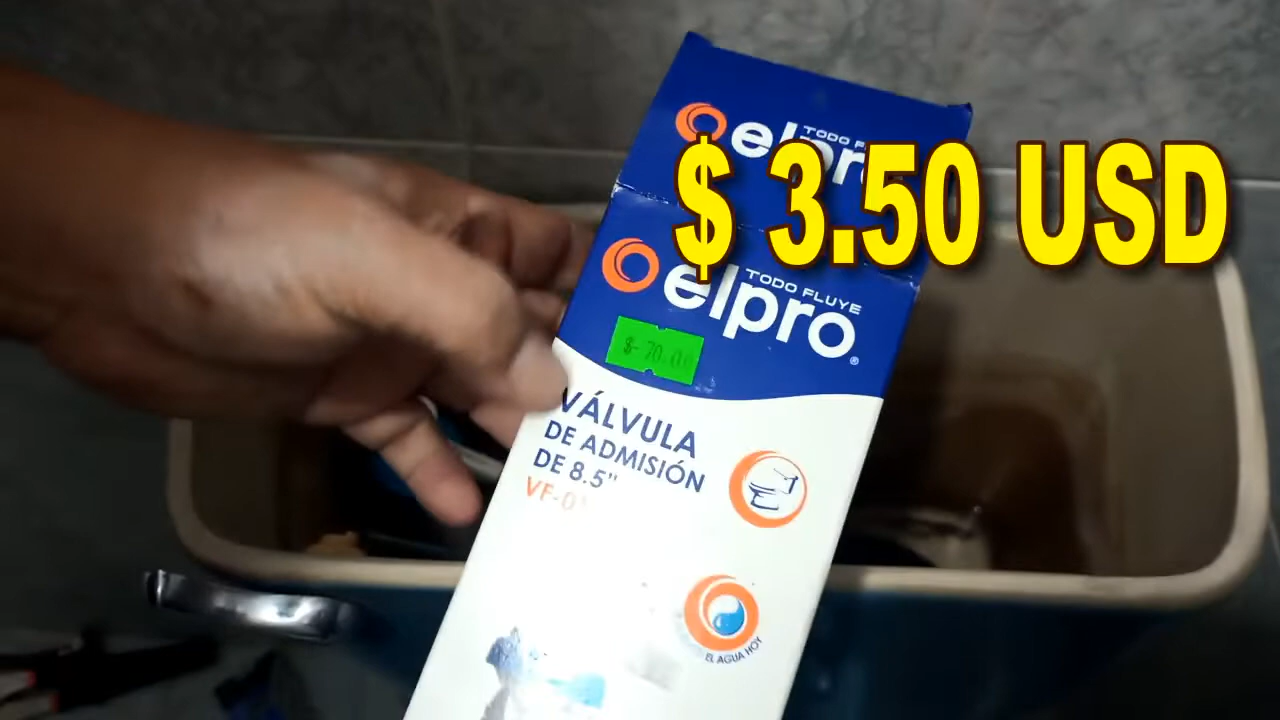 elpro
$ 3.50 USD
TODO FLUYE
elpro
$- 70.00
VÁLVULA
DE ADMISIÓN
DE 8.5"
EL AGUA HOY